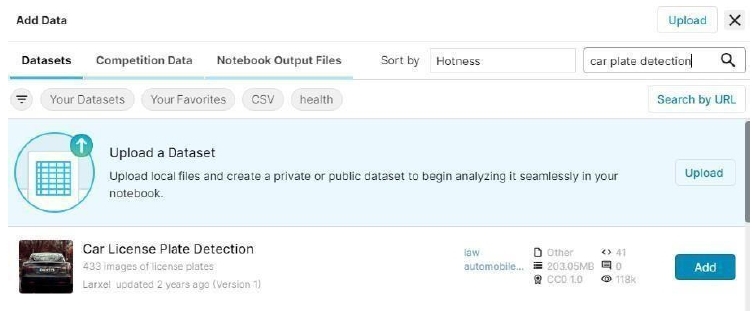 Add Data
Upload
Datasets
Competition Data
Notebook Output Files
Sort by
Hotness
car plate detection
Your Datasets
Your Favorites
CSV
health
Search by URL
Upload a Dataset
Upload local files and create a private or public dataset to begin analyzing it seamlessly in your
notebook.
Upload
Car License Plate Detection
433 images of license plates
Larxel updated 2 years ago (Version 1)
law
automobile...
Other
203.05MB
CC0 1.0
41
0
118k
Add